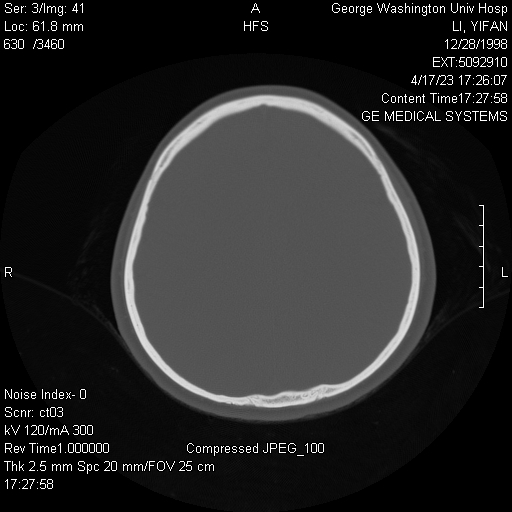 Ser: 3/Img: 41
Loc: 61.8 mm
630 /3460
A
HFS
George Washington Univ Hosp
LI, YIFAN
12/28/1998
EXT:5092910
4/17/23 17:26:07
Content Time17:27:58
GE MEDICAL SYSTEMS
R
L
Noise Index- 0
Scnr: ct03
kV 120/mA 300
Rev Time1.000000
Compressed JPEG_100
Thk 2.5 mm Spc 20 mm/FOV 25 cm
17:27:58